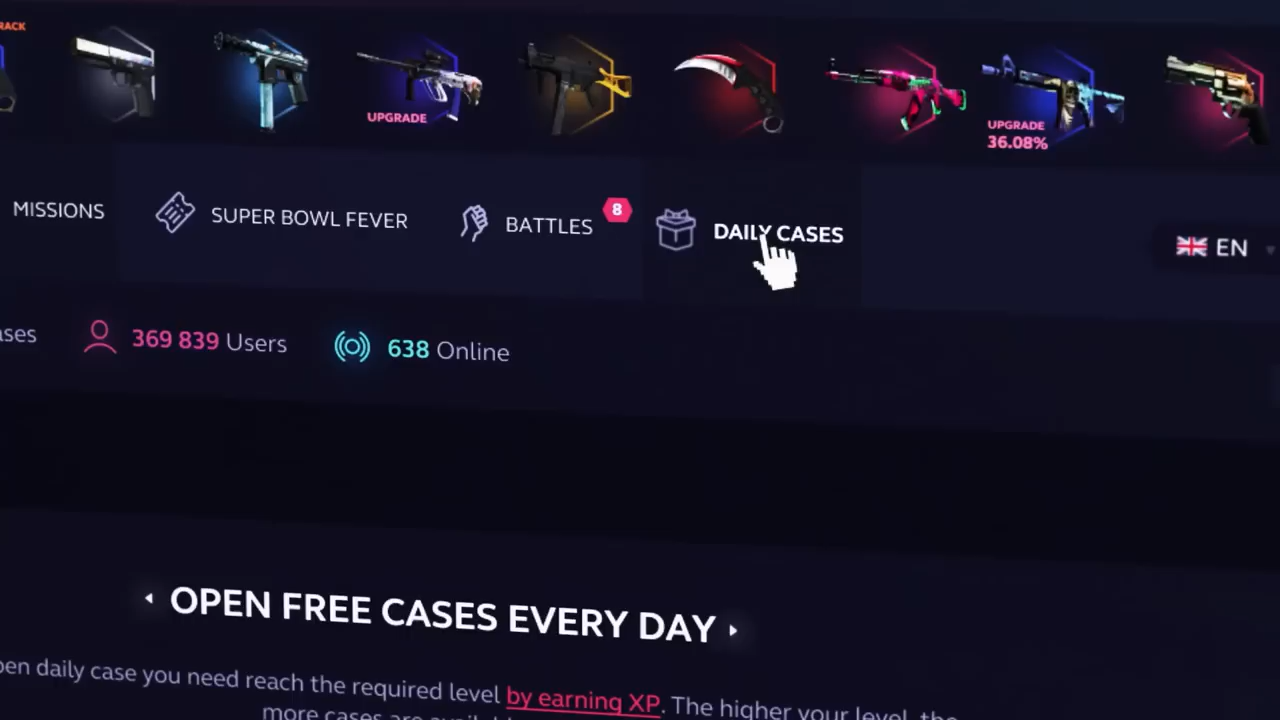 RACK
UPGRADE
UPGRADE
36.08%
MISSIONS
SUPER BOWL FEVER
BATTLES
8
DAILY CASES
EN
369 839 Users
638 Online
OPEN FREE CASES EVERY DAY
daily case you need reach the required level by earning XP. The higher your level, the
more cases are